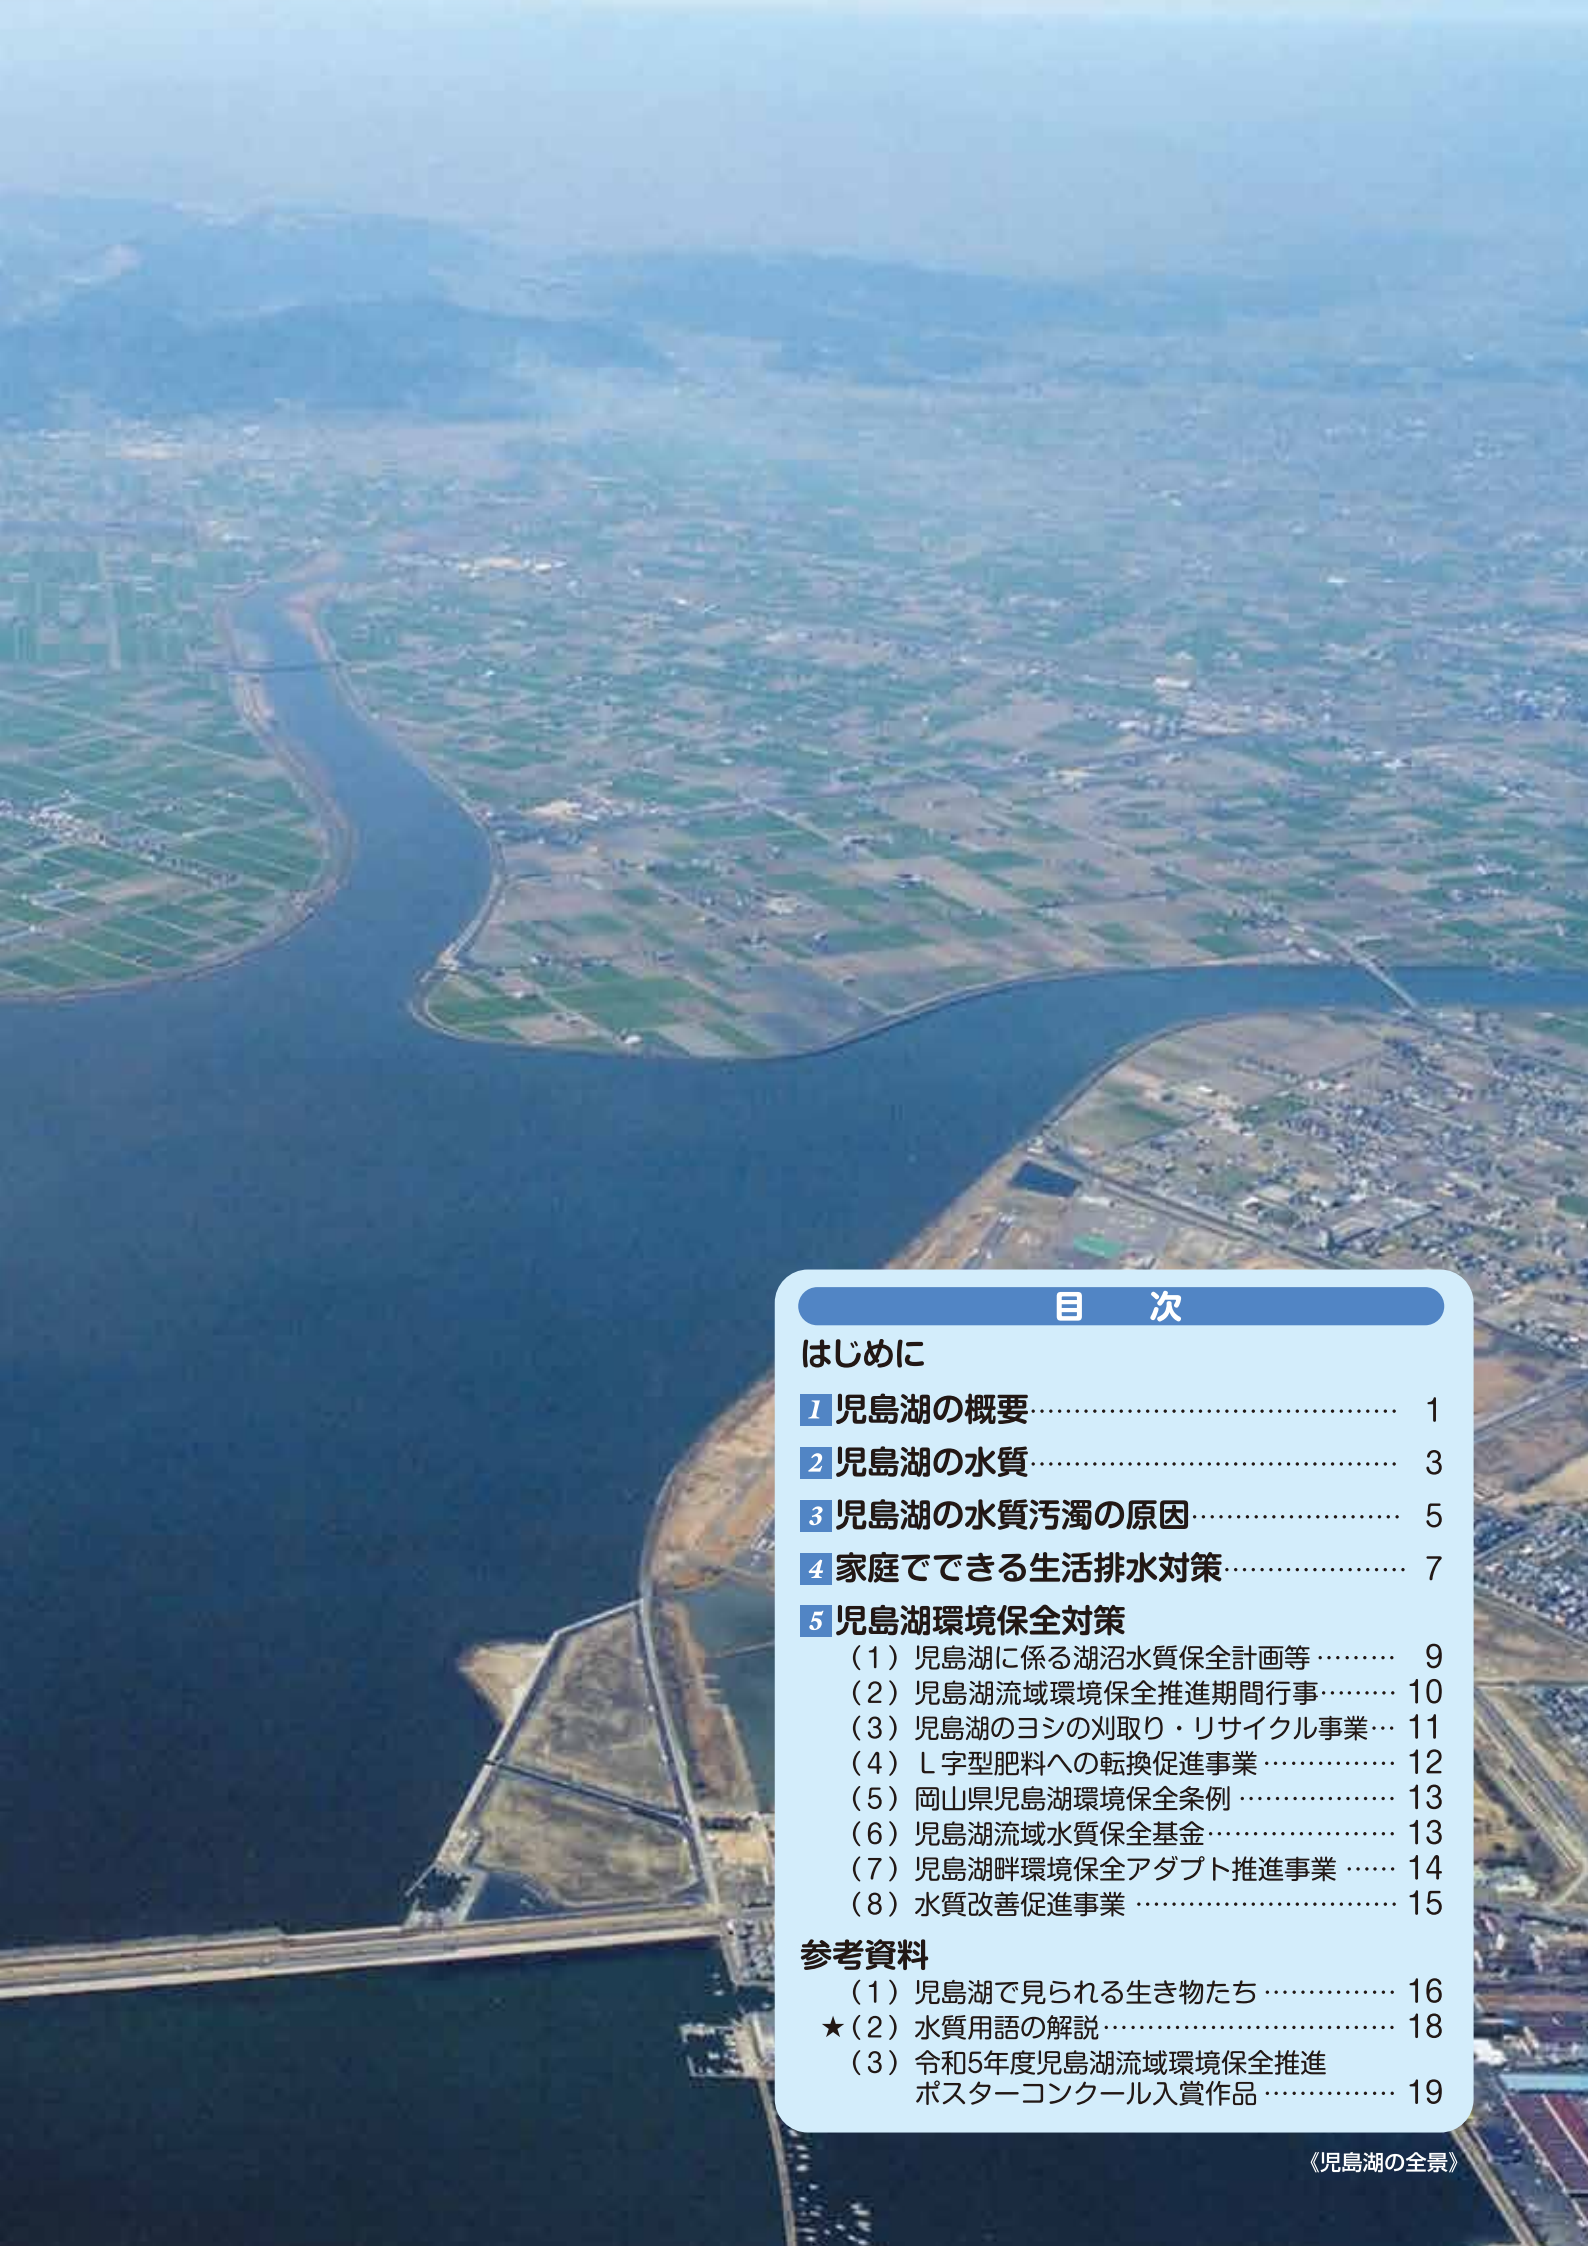 目　次
はじめに
1 児島湖の概要…………………………………… 1
2 児島湖の水質…………………………………… 3
3 児島湖の水質汚濁の原因…………………… 5
4 家庭でできる生活排水対策………………… 7
5 児島湖環境保全対策
（1）児島湖に係る湖沼水質保全計画等……… 9
（2）児島湖流域環境保全推進期間行事……… 10
（3）児島湖のヨシの刈取り・リサイクル事業… 11
（4）L字型肥料への転換促進事業…………… 12
（5）岡山県児島湖環境保全条例……………… 13
（6）児島湖流域水質保全基金………………… 13
（7）児島湖畔環境保全アダプト推進事業…… 14
（8）水質改善促進事業………………………… 15
参考資料
（1）児島湖で見られる生き物たち…………… 16
★（2）水質用語の解説…………………………… 18
（3）令和5年度児島湖流域環境保全推進
ポスターコンクール入賞作品…………… 19
《児島湖の全景》